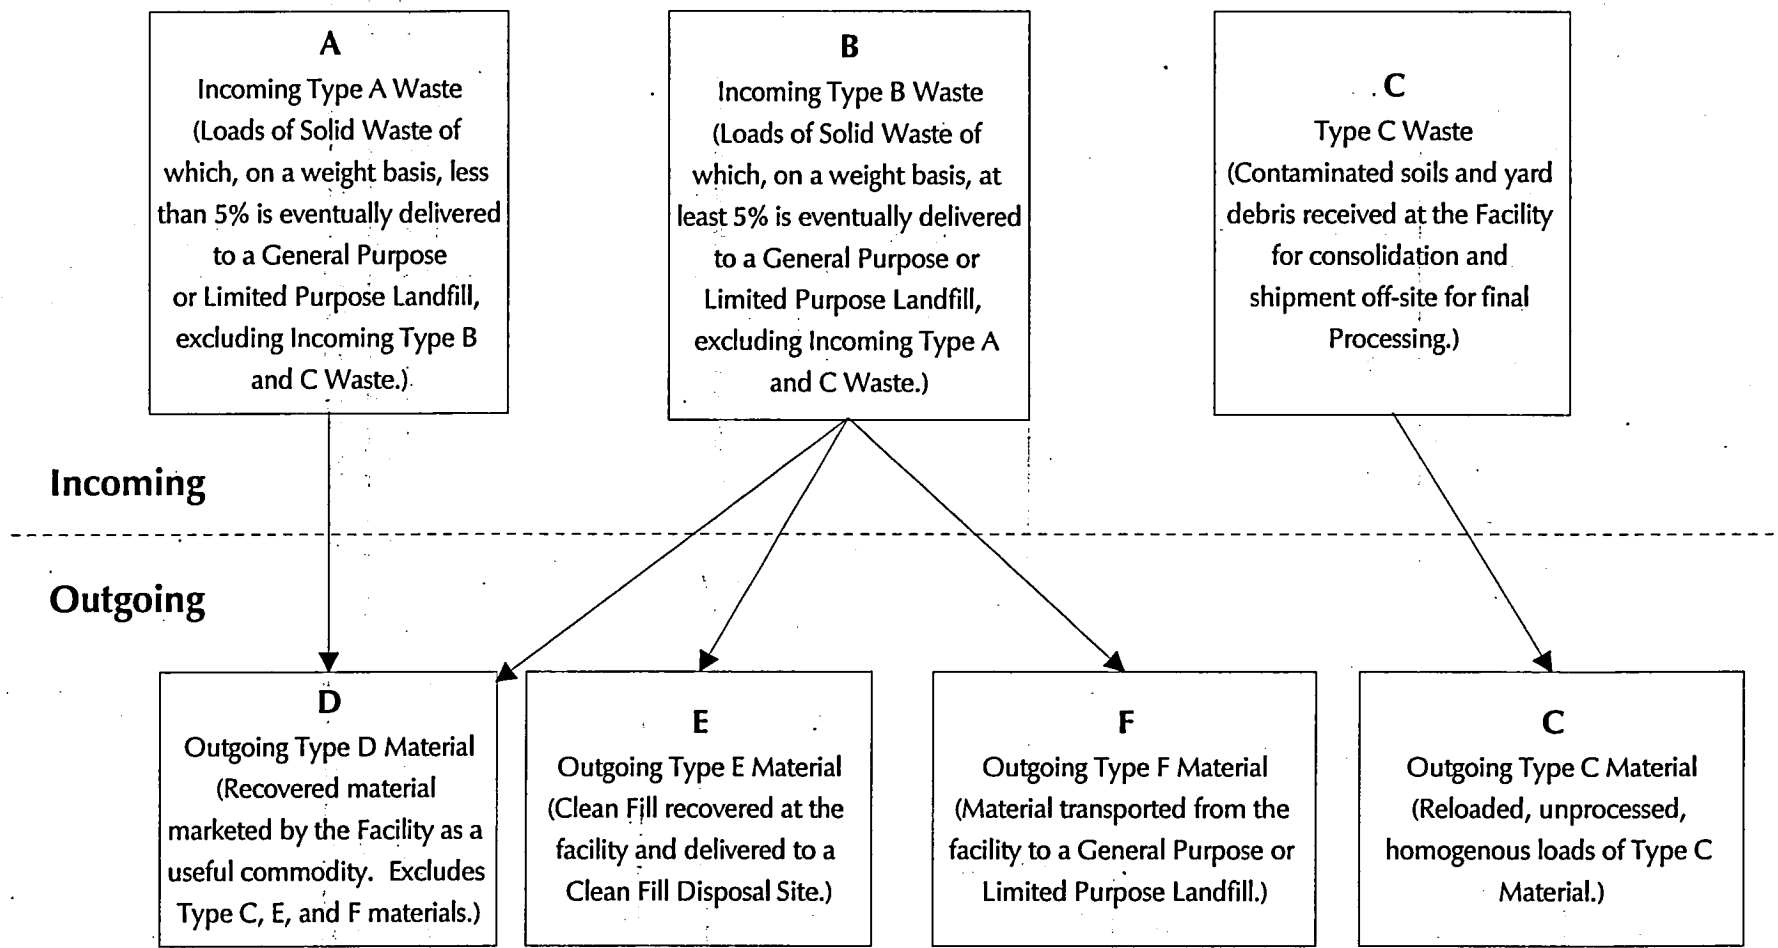 A
Incoming Type A Waste
(Loads of Solid Waste of
which, on a weight basis, less
than 5% is eventually delivered
to a General Purpose
or Limited Purpose Landfill,
excluding Incoming Type B
and C Waste.)
B
Incoming Type B Waste
(Loads of Solid Waste of
which, on a weight basis, at
least 5% is eventually delivered
to a General Purpose or
Limited Purpose Landfill,
excluding Incoming Type A
and C Waste.)
C
Type C Waste
(Contaminated soils and yard
debris received at the Facility
for consolidation and
shipment off-site for final
Processing.)
Incoming
Outgoing
D
Outgoing Type D Material
(Recovered material
marketed by the Facility as a
useful commodity. Excludes
Type C, E, and F materials.)
E
Outgoing Type E Material
(Clean Fill recovered at the
facility and delivered to a
Clean Fill Disposal Site.)
F
Outgoing Type F Material
(Material transported from the
facility to a General Purpose or
Limited Purpose Landfill.)
C
Outgoing Type C Material
(Reloaded, unprocessed,
homogenous loads of Type C
Material.)